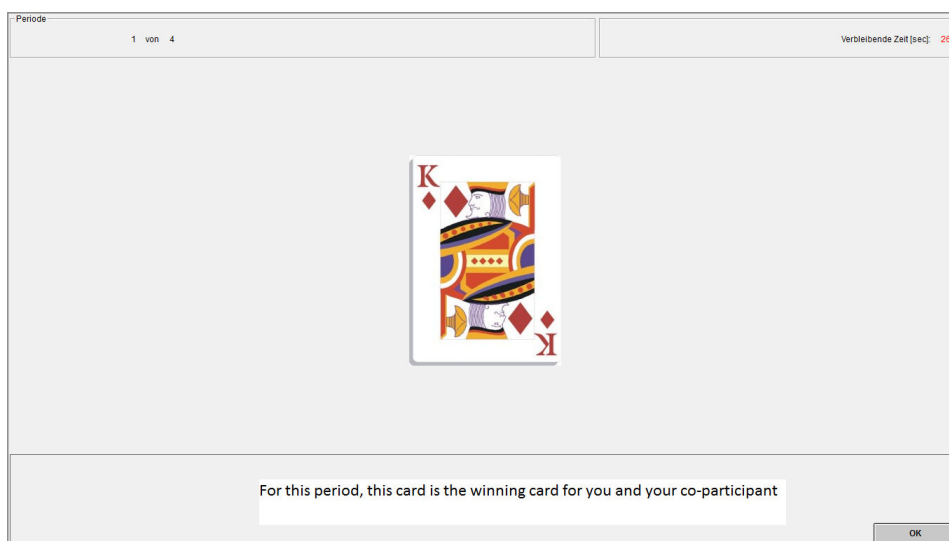 Periode
1 von 4
Verbleibende Zeit [sec]: 26
K
K
For this period, this card is the winning card for you and your co-participant
OK